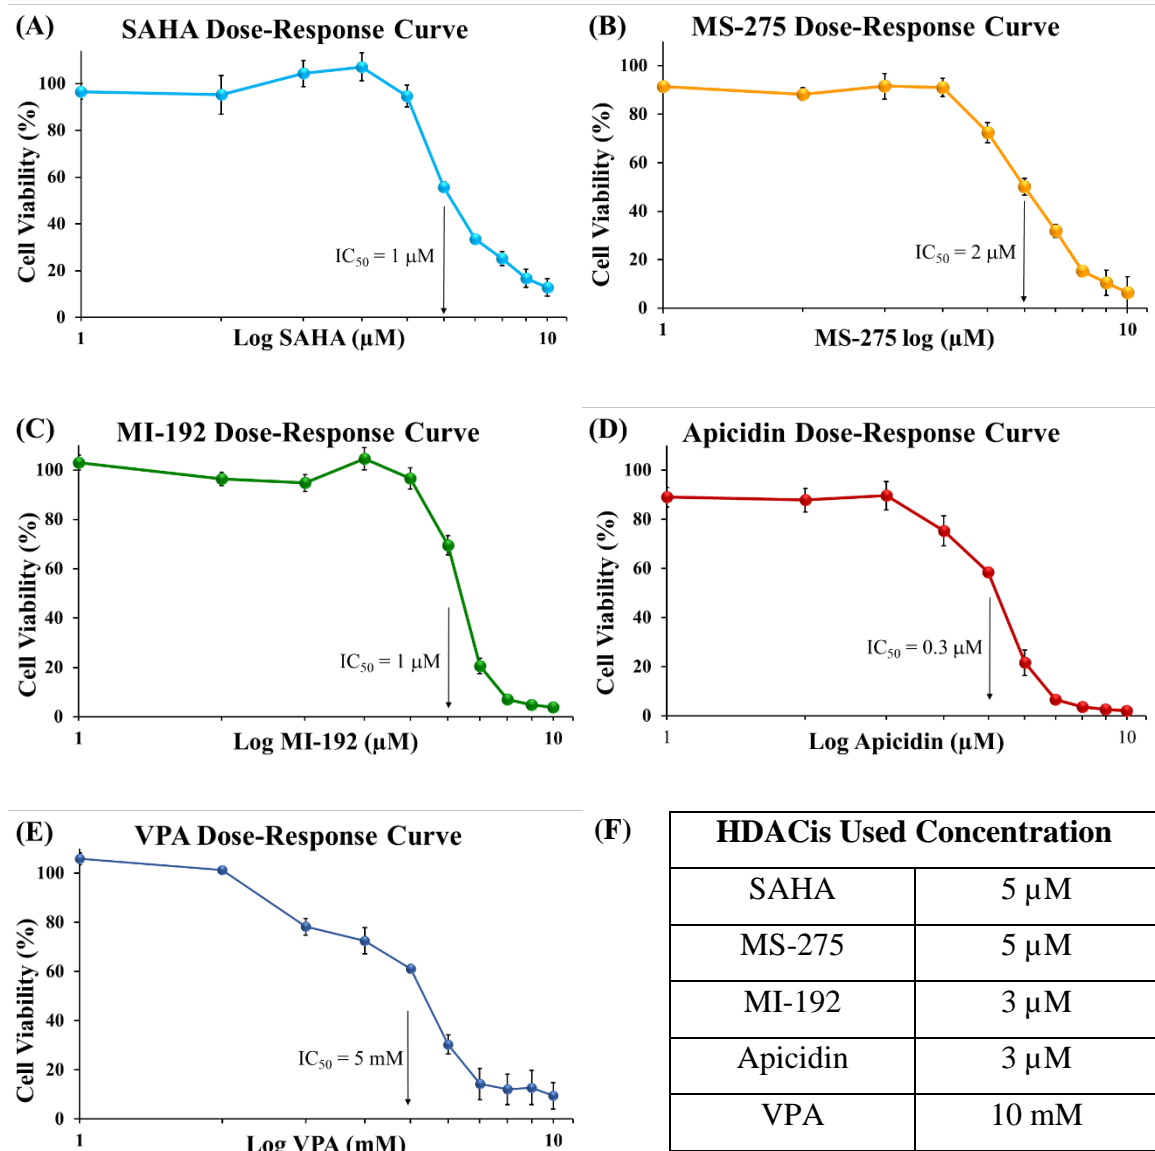 (A)
SAHA Dose-Response Curve
Cell Viability (%)
100
80
60
40
20
0
IC50 = 1 µM
1
10
Log SAHA (µM)
(B)
MS-275 Dose-Response Curve
Cell Viability (%)
100
80
60
40
20
0
IC50 = 2 µM
1
10
MS-275 log (µM)
(C)
MI-192 Dose-Response Curve
Cell Viability (%)
100
80
60
40
20
0
IC50 = 1 µM
1
10
Log MI-192 (µM)
(D)
Apicidin Dose-Response Curve
Cell Viability (%)
100
80
60
40
20
0
IC50 = 0.3 µM
1
10
Log Apicidin (µM)
(E)
VPA Dose-Response Curve
Cell Viability (%)
100
80
60
40
20
0
IC50 = 5 mM
1
10
Log VPA (mM)
(F)
HDACis Used Concentration
SAHA 5 µM
MS-275 5 µM
MI-192 3 µM
Apicidin 3 µM
VPA 10 mM